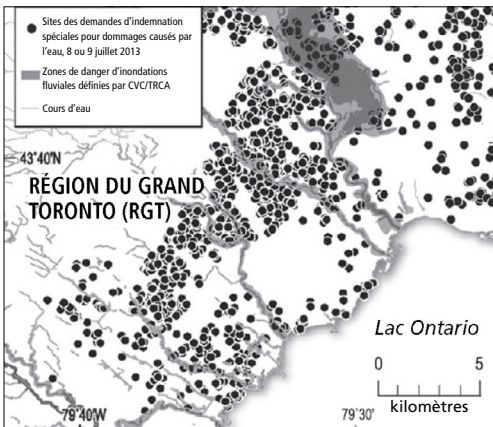 Sites des demandes d'indemnation
spéciales pour dommages causés par
l'eau, 8 ou 9 juillet 2013
Zones de danger d'inondations
fluviales définies par CVC/TRCA
Cours d'eau
43°40'N
RÉGION DU GRAND
TORONTO (RGT)
Lac Ontario
0 5
kilomètres
79°40'W 79°30'